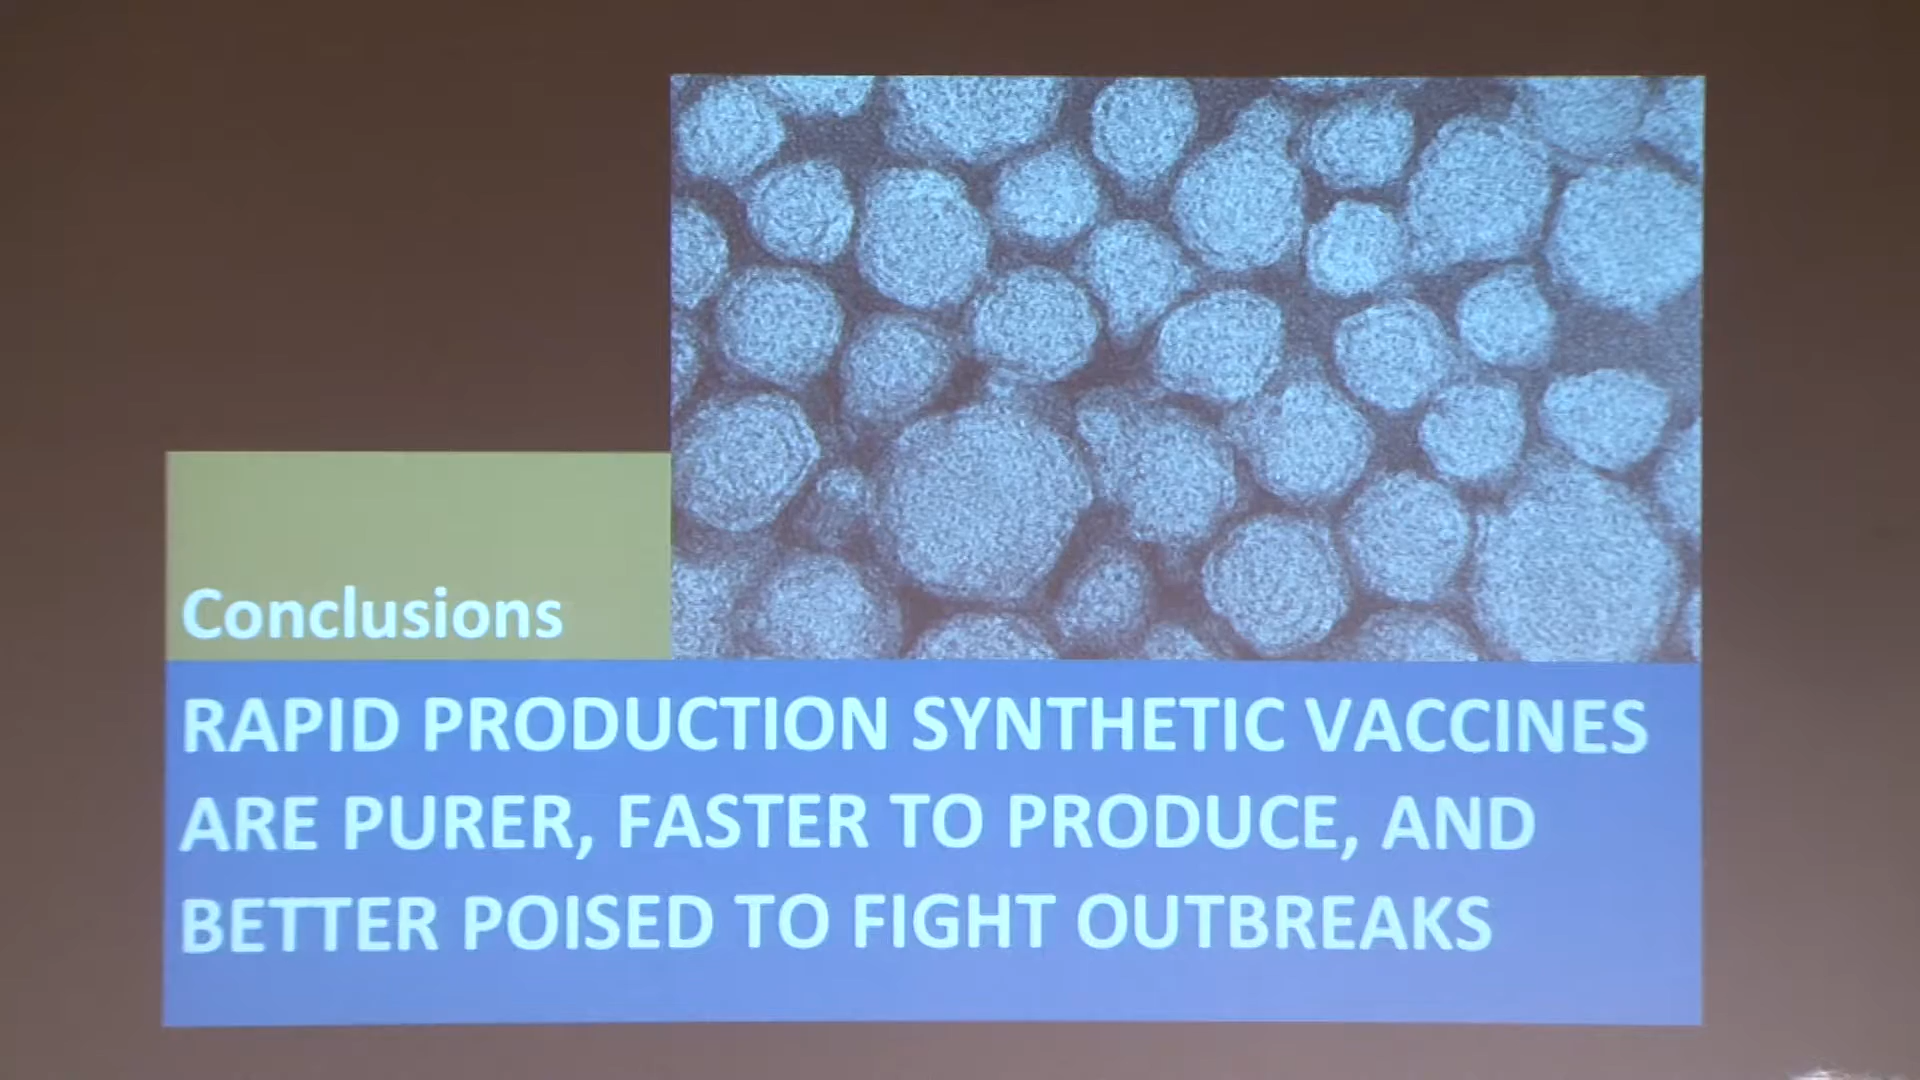 Conclusions
RAPID PRODUCTION SYNTHETIC VACCINES
ARE PURER, FASTER TO PRODUCE, AND
BETTER POISED TO FIGHT OUTBREAKS